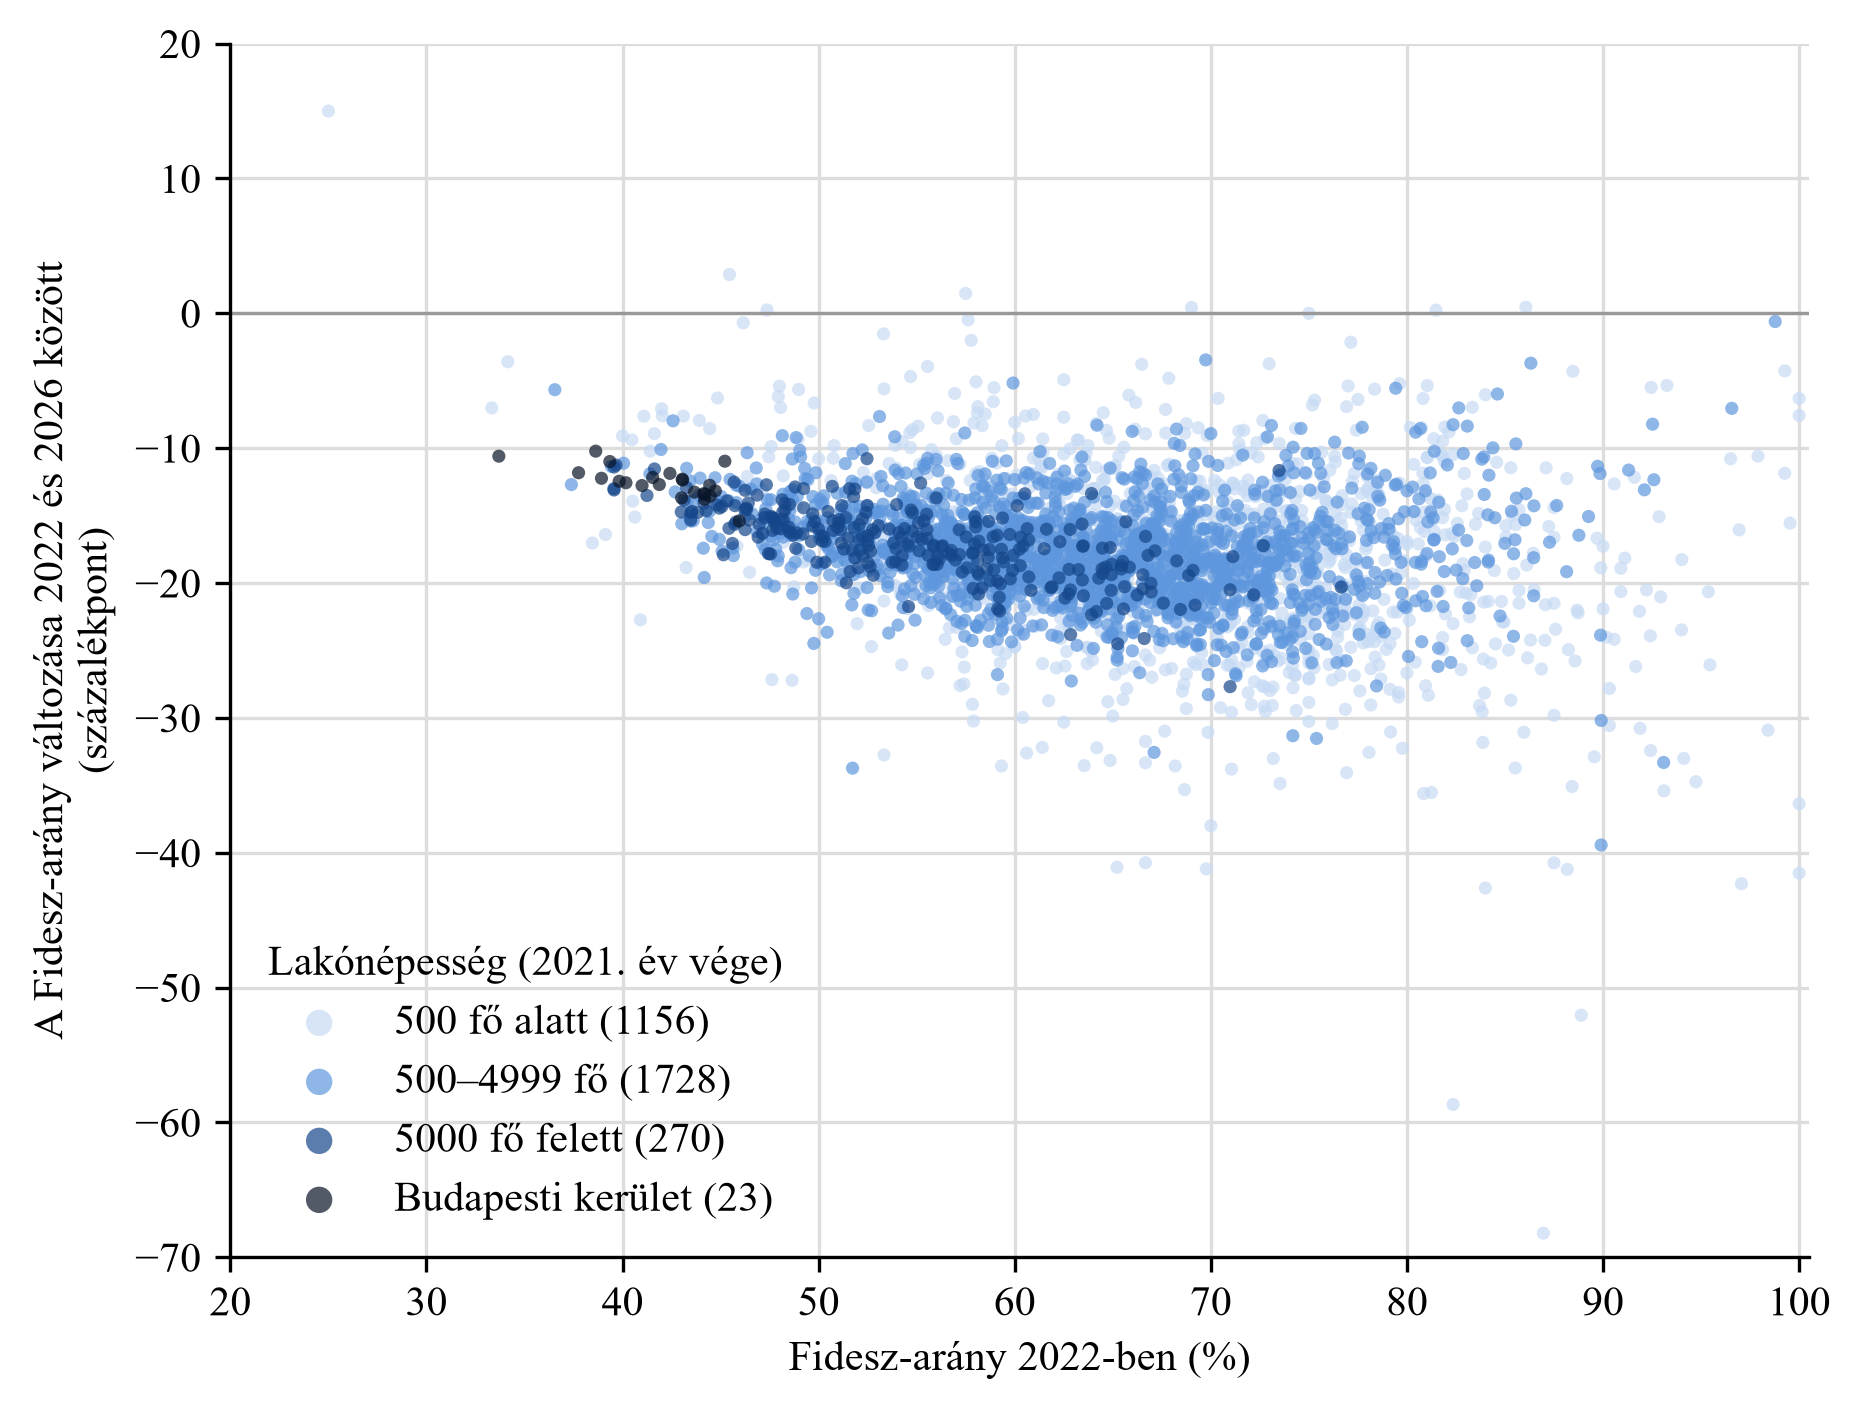 A Fidesz-arány változása 2022 és 2026 között
(százalékpont)
20
10
0
−10
−20
−30
−40
−50
−60
−70
Lakónépesség (2021. év vége)
500 fő alatt (1156)
500–4999 fő (1728)
5000 fő felett (270)
Budapesti kerület (23)
20 30 40 50 60 70 80 90 100
Fidesz-arány 2022-ben (%)